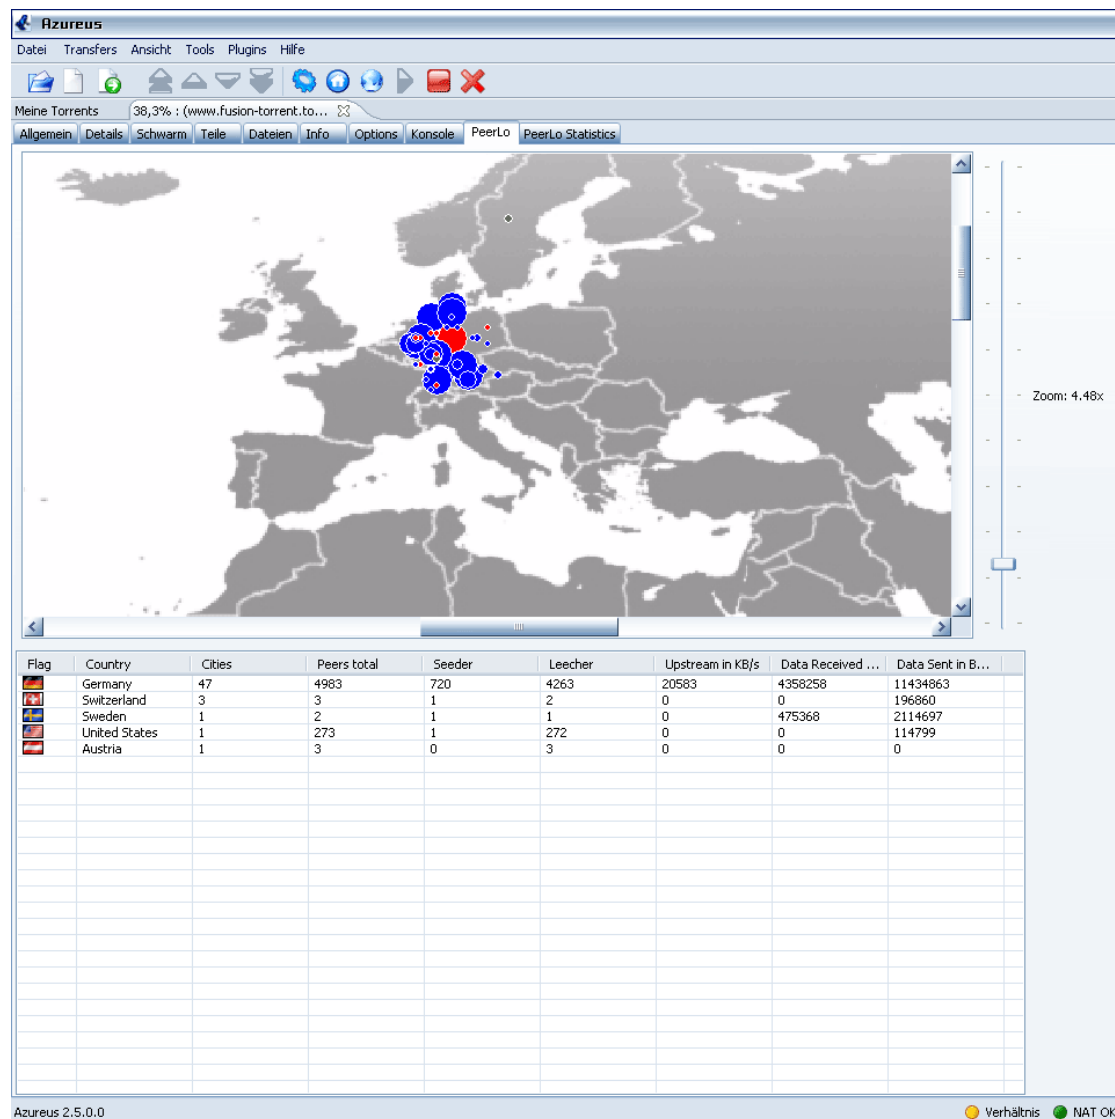 Azureus
Datei Transfers Ansicht Tools Plugins Hilfe
Meine Torrents 38,3% : (www.fusion-torrent.to...
Allgemein Details Schwarm Teile Dateien Info Options Konsole PeerLo PeerLo Statistics
Zoom: 4.48x
Flag Country Cities Peers total Seeder Leecher Upstream in KB/s Data Received ... Data Sent in B...
Germany 47 4983 720 4263 20583 4358258 11434863
Switzerland 3 3 1 2 0 0 196860
Sweden 1 2 1 1 0 475368 2114697
United States 1 273 1 272 0 0 114799
Austria 1 3 0 3 0 0 0
Azureus 2.5.0.0 Verhältnis NAT OK